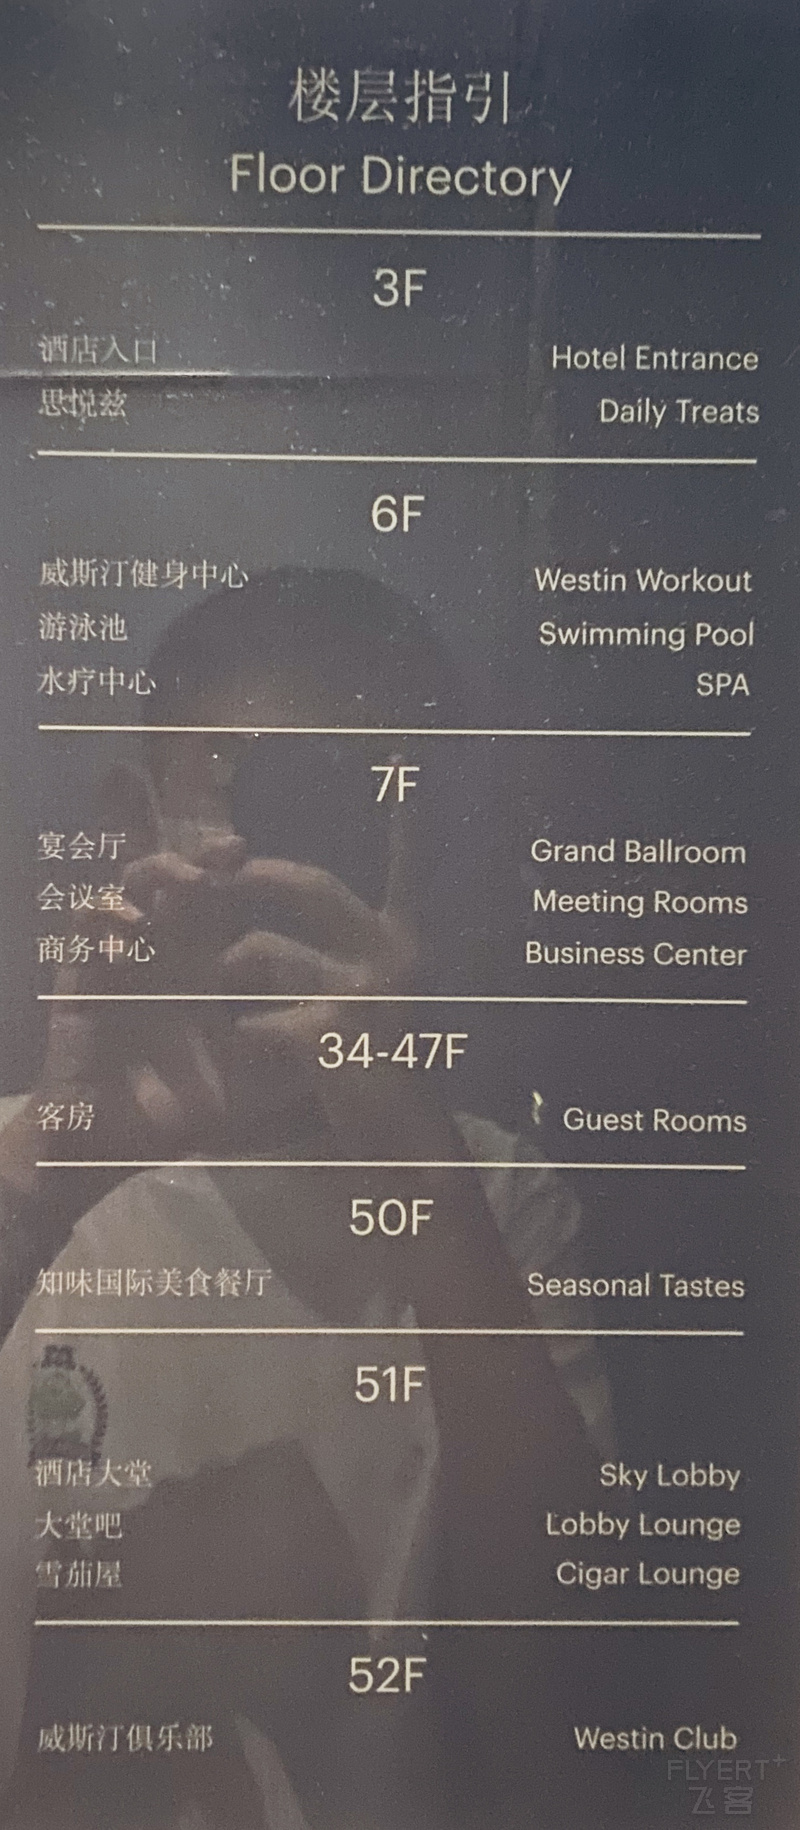 楼层指引
Floor Directory
3F
酒店入口 Hotel Entrance
思悦兹 Daily Treats
6F
威斯汀健身中心 Westin Workout
游泳池 Swimming Pool
水疗中心 SPA
7F
宴会厅 Grand Ballroom
会议室 Meeting Rooms
商务中心 Business Center
34-47F
客房 Guest Rooms
50F
知味国际美食餐厅 Seasonal Tastes
51F
酒店大堂 Sky Lobby
大堂吧 Lobby Lounge
雪茄屋 Cigar Lounge
52F
威斯汀俱乐部 Westin Club
FLYERT+
飞客